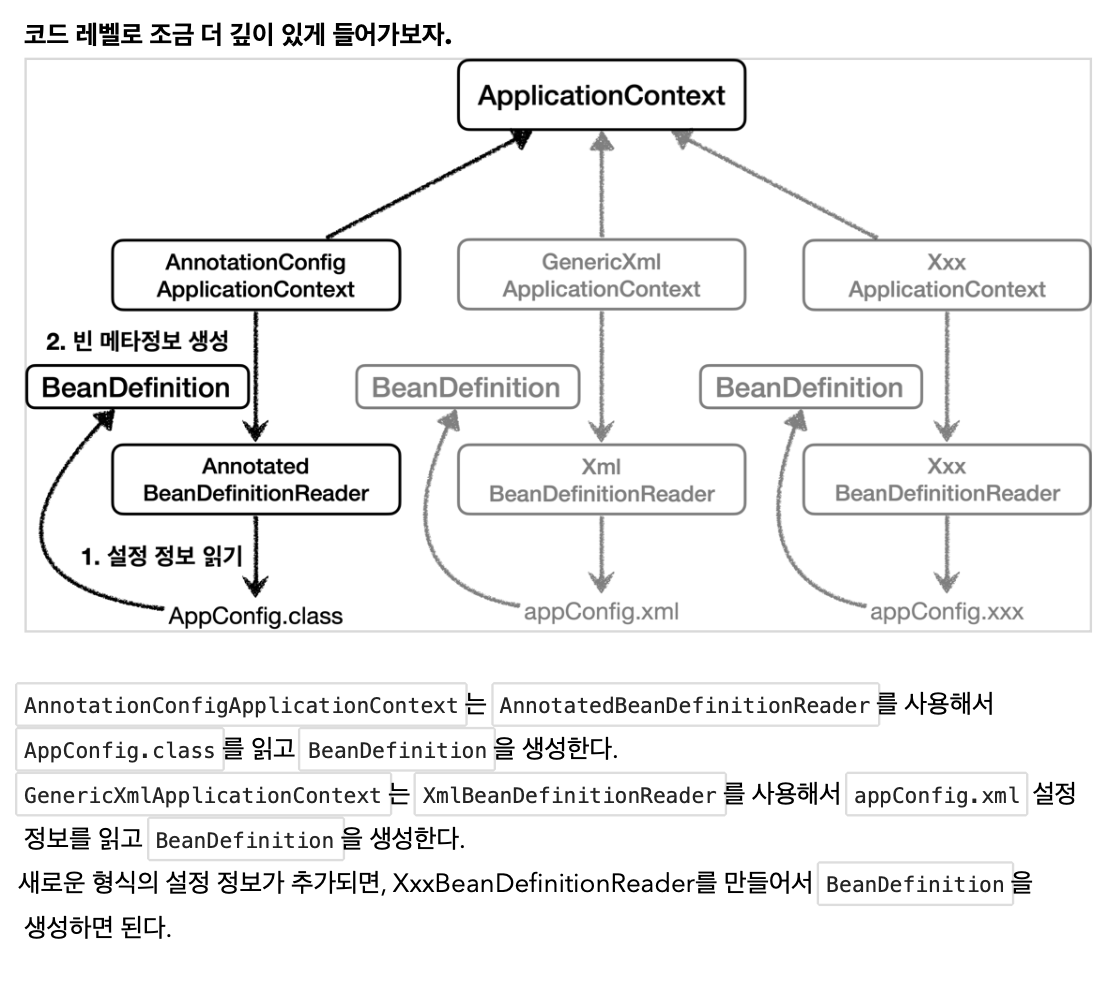 코드 레벨로 조금 더 깊이 있게 들어가보자.
ApplicationContext
AnnotationConfig
ApplicationContext
GenericXml
ApplicationContext
Xxx
ApplicationContext
2. 빈 메타정보 생성
BeanDefinition
BeanDefinition
BeanDefinition
Annotated
BeanDefinitionReader
Xml
BeanDefinitionReader
Xxx
BeanDefinitionReader
1. 설정 정보 읽기
AppConfig.class
appConfig.xml
appConfig.xxx
AnnotationConfigApplicationContext 는 AnnotatedBeanDefinitionReader 를 사용해서
AppConfig.class 를 읽고 BeanDefinition 을 생성한다.
GenericXmlApplicationContext 는 XmlBeanDefinitionReader 를 사용해서 appConfig.xml 설정
정보를 읽고 BeanDefinition 을 생성한다.
새로운 형식의 설정 정보가 추가되면, XxxBeanDefinitionReader를 만들어서 BeanDefinition 을
생성하면 된다.